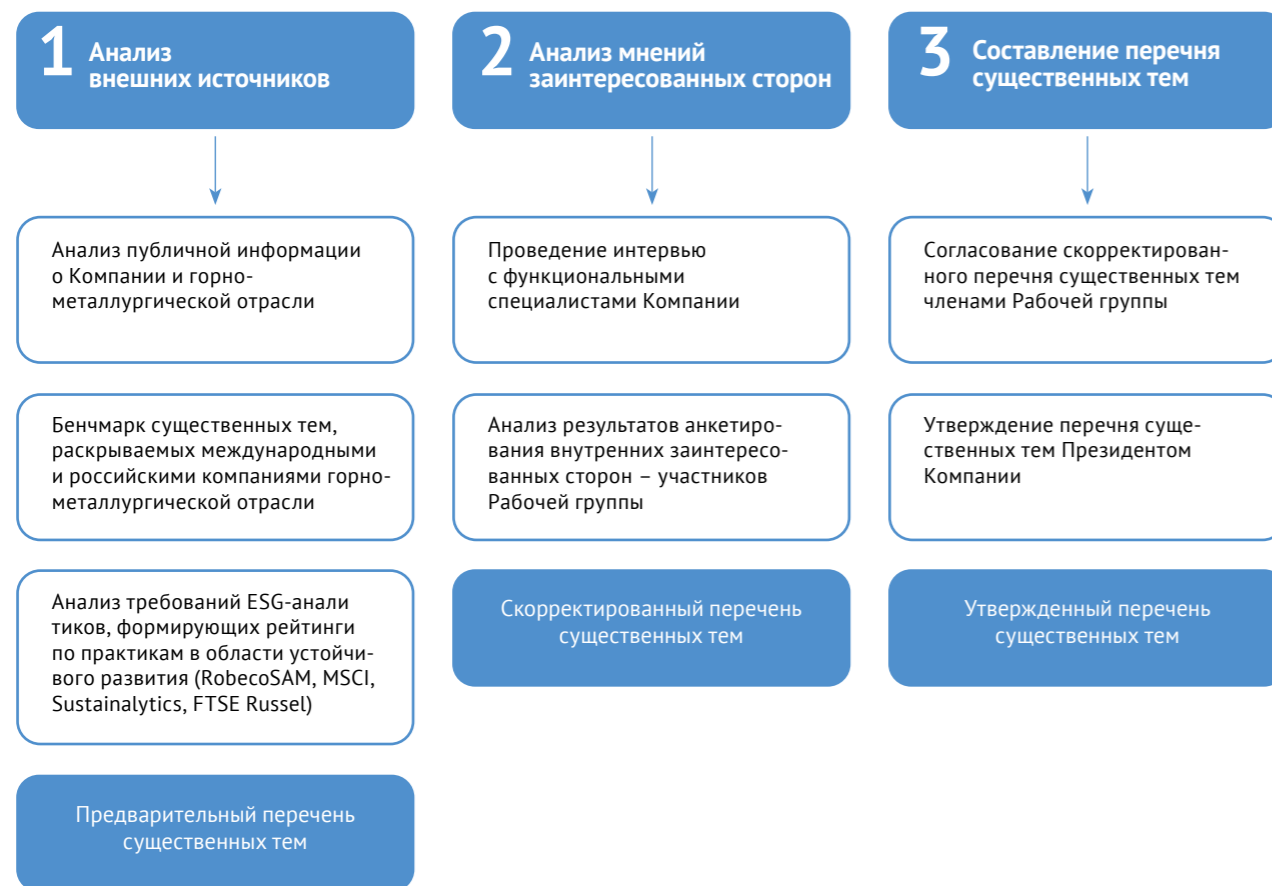 1 Анализ
внешних источников
Анализ публичной информации
о Компании и горно-
металлургической отрасли
Бенчмарк существенных тем,
раскрываемых международными
и российскими компаниями горно-
металлургической отрасли
Анализ требований ESG-анали
тиков, формирующих рейтинги
по практикам в области устойчи-
вого развития (RobecoSAM, MSCI,
Sustainalytics, FTSE Russel)
Предварительный перечень
существенных тем
2 Анализ мнений
заинтересованных сторон
Проведение интервью
с функциональными
специалистами Компании
Анализ результатов анкетиро-
вания внутренних заинтересо-
ванных сторон – участников
Рабочей группы
Скорректированный перечень
существенных тем
3 Составление перечня
существенных тем
Согласование скорректирован-
ного перечня существенных тем
членами Рабочей группы
Утверждение перечня суще-
ственных тем Президентом
Компании
Утвержденный перечень
существенных тем